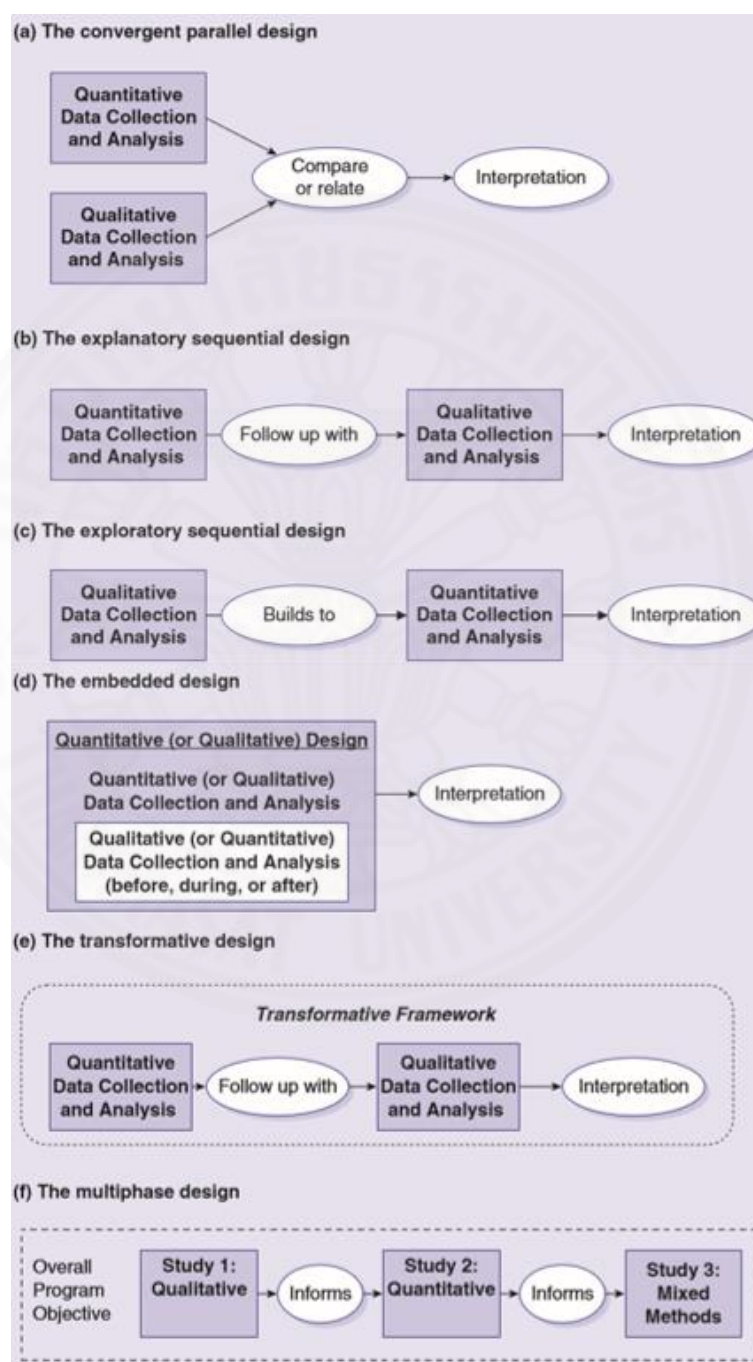 (a) The convergent parallel design
Quantitative
Data Collection
and Analysis
Compare
or relate
Interpretation
Qualitative
Data Collection
and Analysis
(b) The explanatory sequential design
Quantitative
Data Collection
and Analysis
Follow up with
Qualitative
Data Collection
and Analysis
Interpretation
(c) The exploratory sequential design
Qualitative
Data Collection
and Analysis
Builds to
Quantitative
Data Collection
and Analysis
Interpretation
(d) The embedded design
Quantitative (or Qualitative) Design
Quantitative (or Qualitative)
Data Collection and Analysis
Qualitative (or Quantitative)
Data Collection and Analysis
(before, during, or after)
Interpretation
(e) The transformative design
Transformative Framework
Quantitative
Data Collection
and Analysis
Follow up with
Qualitative
Data Collection
and Analysis
Interpretation
(f) The multiphase design
Overall
Program
Objective
Study 1:
Qualitative
Informs
Study 2:
Quantitative
Informs
Study 3:
Mixed
Methods
UNIVERSITY